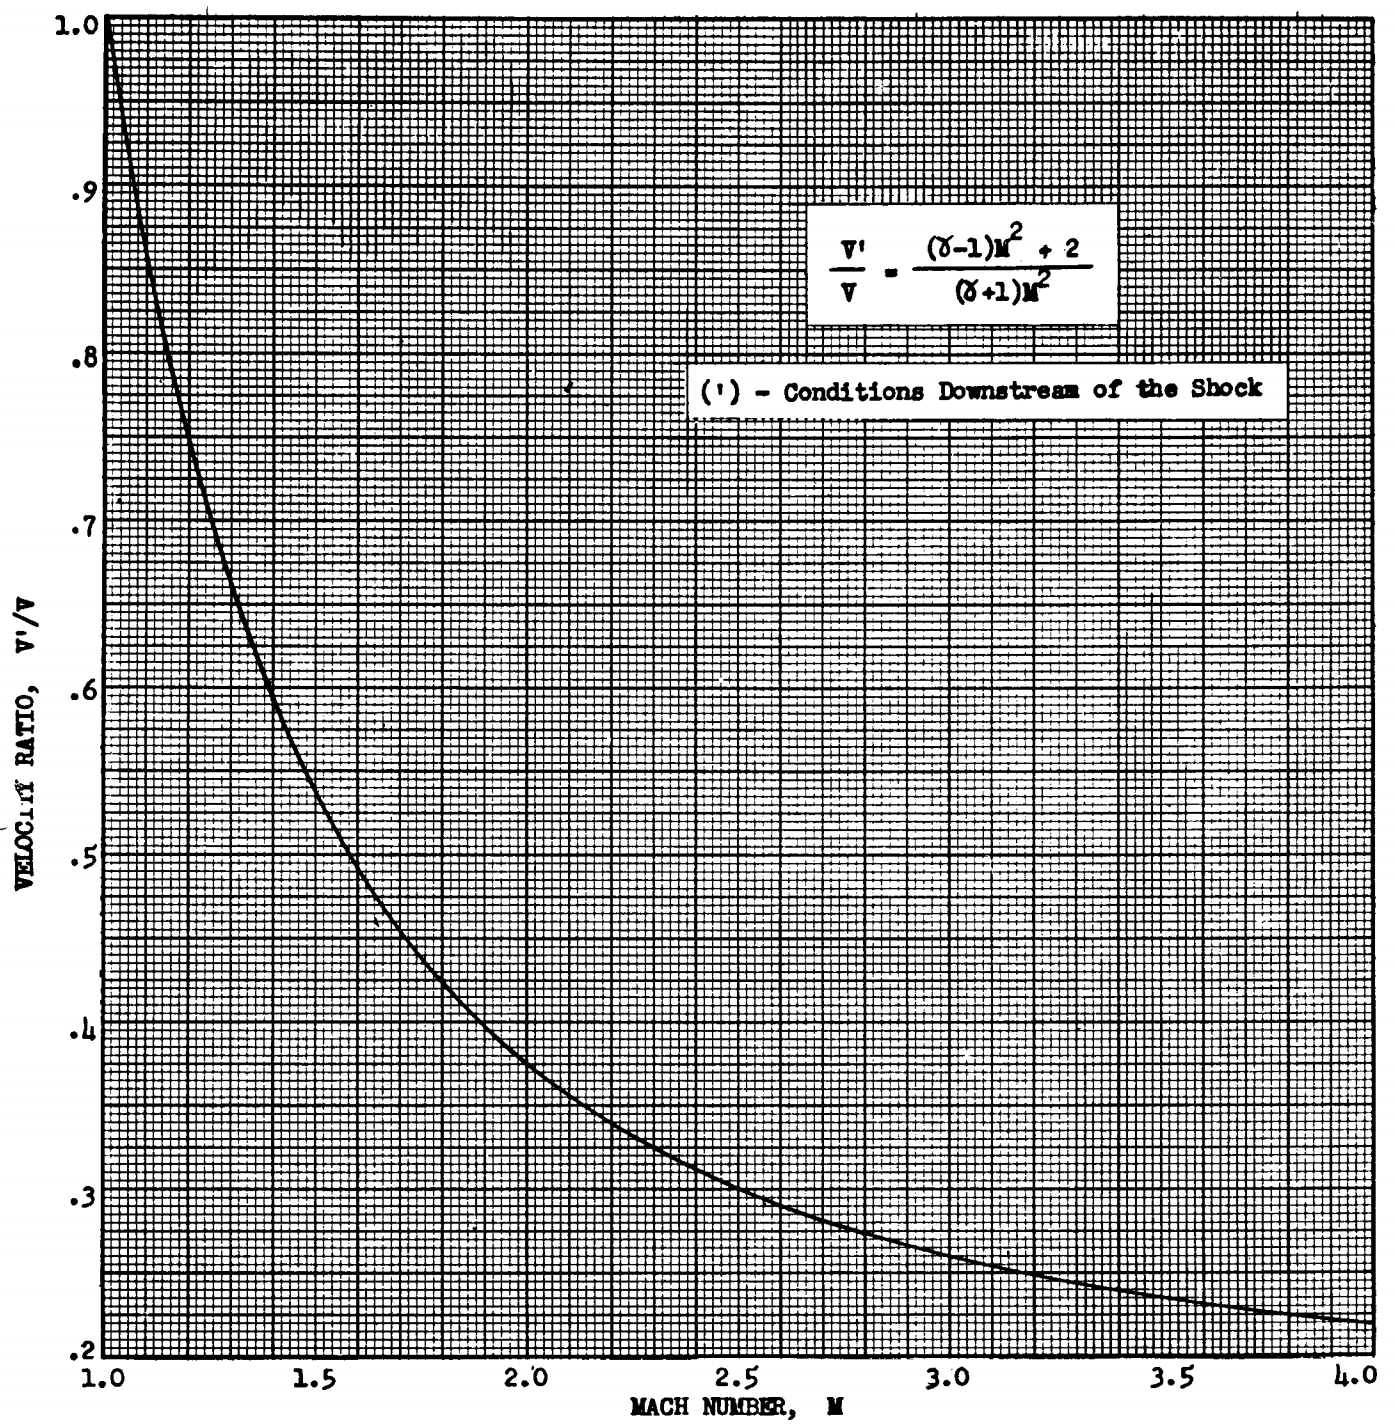 1.0
.9
.8
.7
.6
.5
.4
.3
.2
VELOCITY RATIO, V'/V
V'/V = ((γ-1)M² + 2)/((γ+1)M²)
(') - Conditions Downstream of the Shock
1.0 1.5 2.0 2.5 3.0 3.5 4.0
MACH NUMBER, M